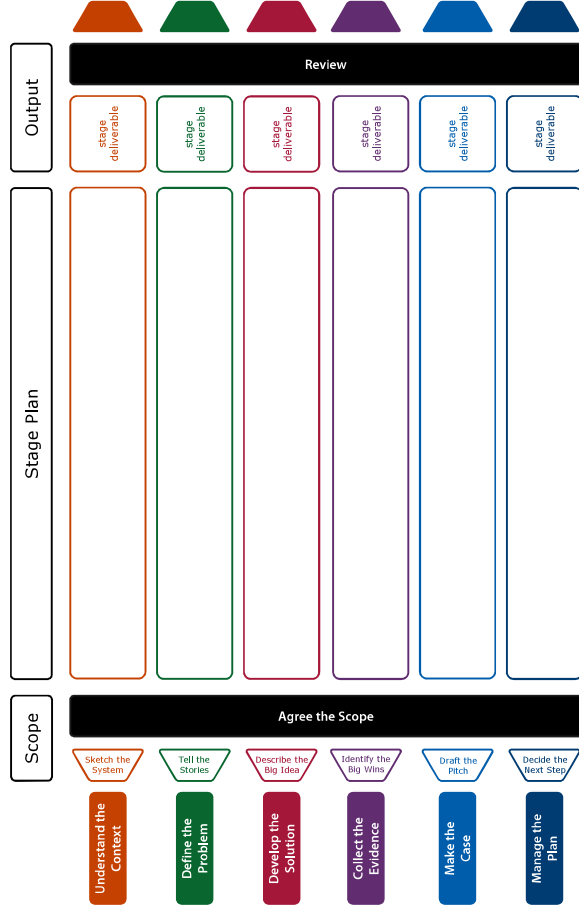 Output
Review
stage
deliverable
stage
deliverable
stage
deliverable
stage
deliverable
stage
deliverable
stage
deliverable
Stage Plan
Scope
Agree the Scope
Sketch the
System
Tell the
Stories
Describe the
Big Idea
Identify the
Big Wins
Draft the
Pitch
Decide the
Next Step
Understand the
Context
Define the
Problem
Develop the
Solution
Collect the
Evidence
Make the
Case
Manage the
Plan